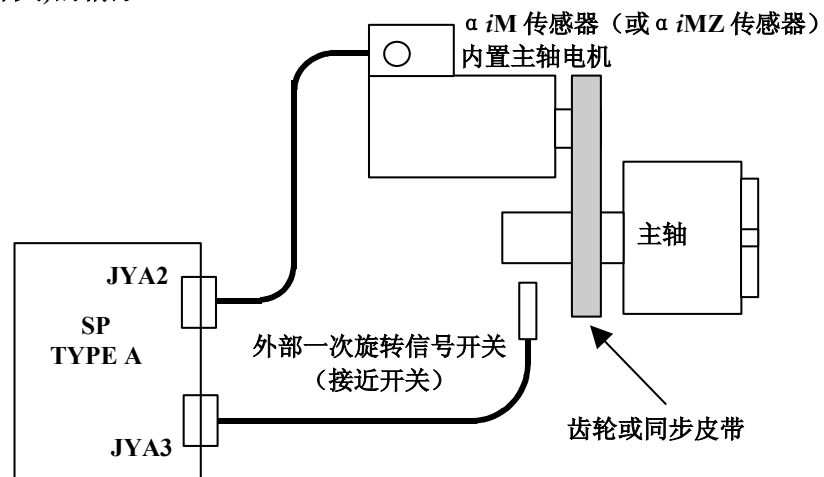 α iM 传感器（或α iMZ 传感器）
内置主轴电机
主轴
JYA2
SP
TYPE A
外部一次旋转信号开关
（接近开关）
齿轮或同步皮带
JYA3